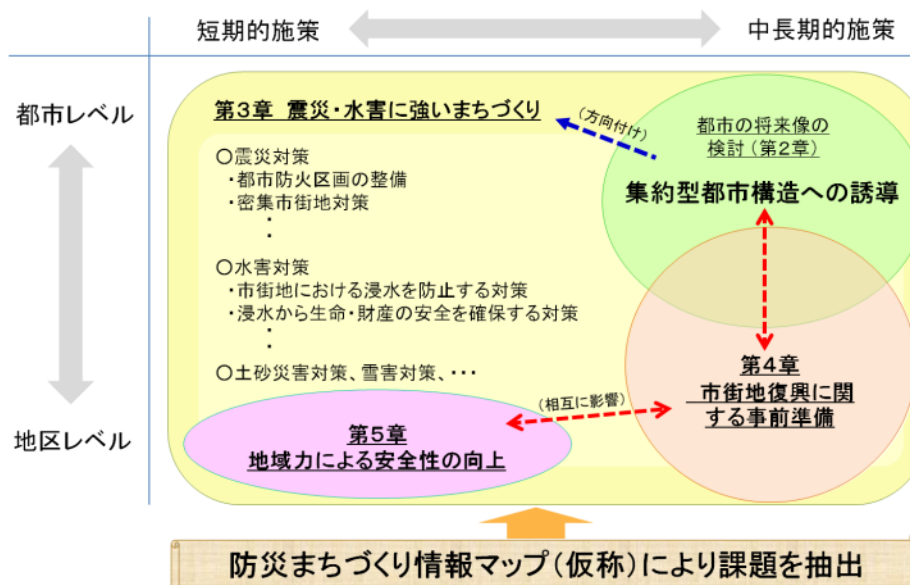 短期的施策
中長期的施策
都市レベル
地区レベル
第3章 震災・水害に強いまちづくり
○震災対策
・都市防火区画の整備
・密集市街地対策
・
・
○水害対策
・市街地における浸水を防止する対策
・浸水から生命・財産の安全を確保する対策
・
・
○土砂災害対策、雪害対策、・・・
(方向付け)
都市の将来像の
検討(第2章)
集約型都市構造への誘導
第4章
市街地復興に関
する事前準備
(相互に影響)
第5章
地域力による安全性の向上
防災まちづくり情報マップ(仮称)により課題を抽出